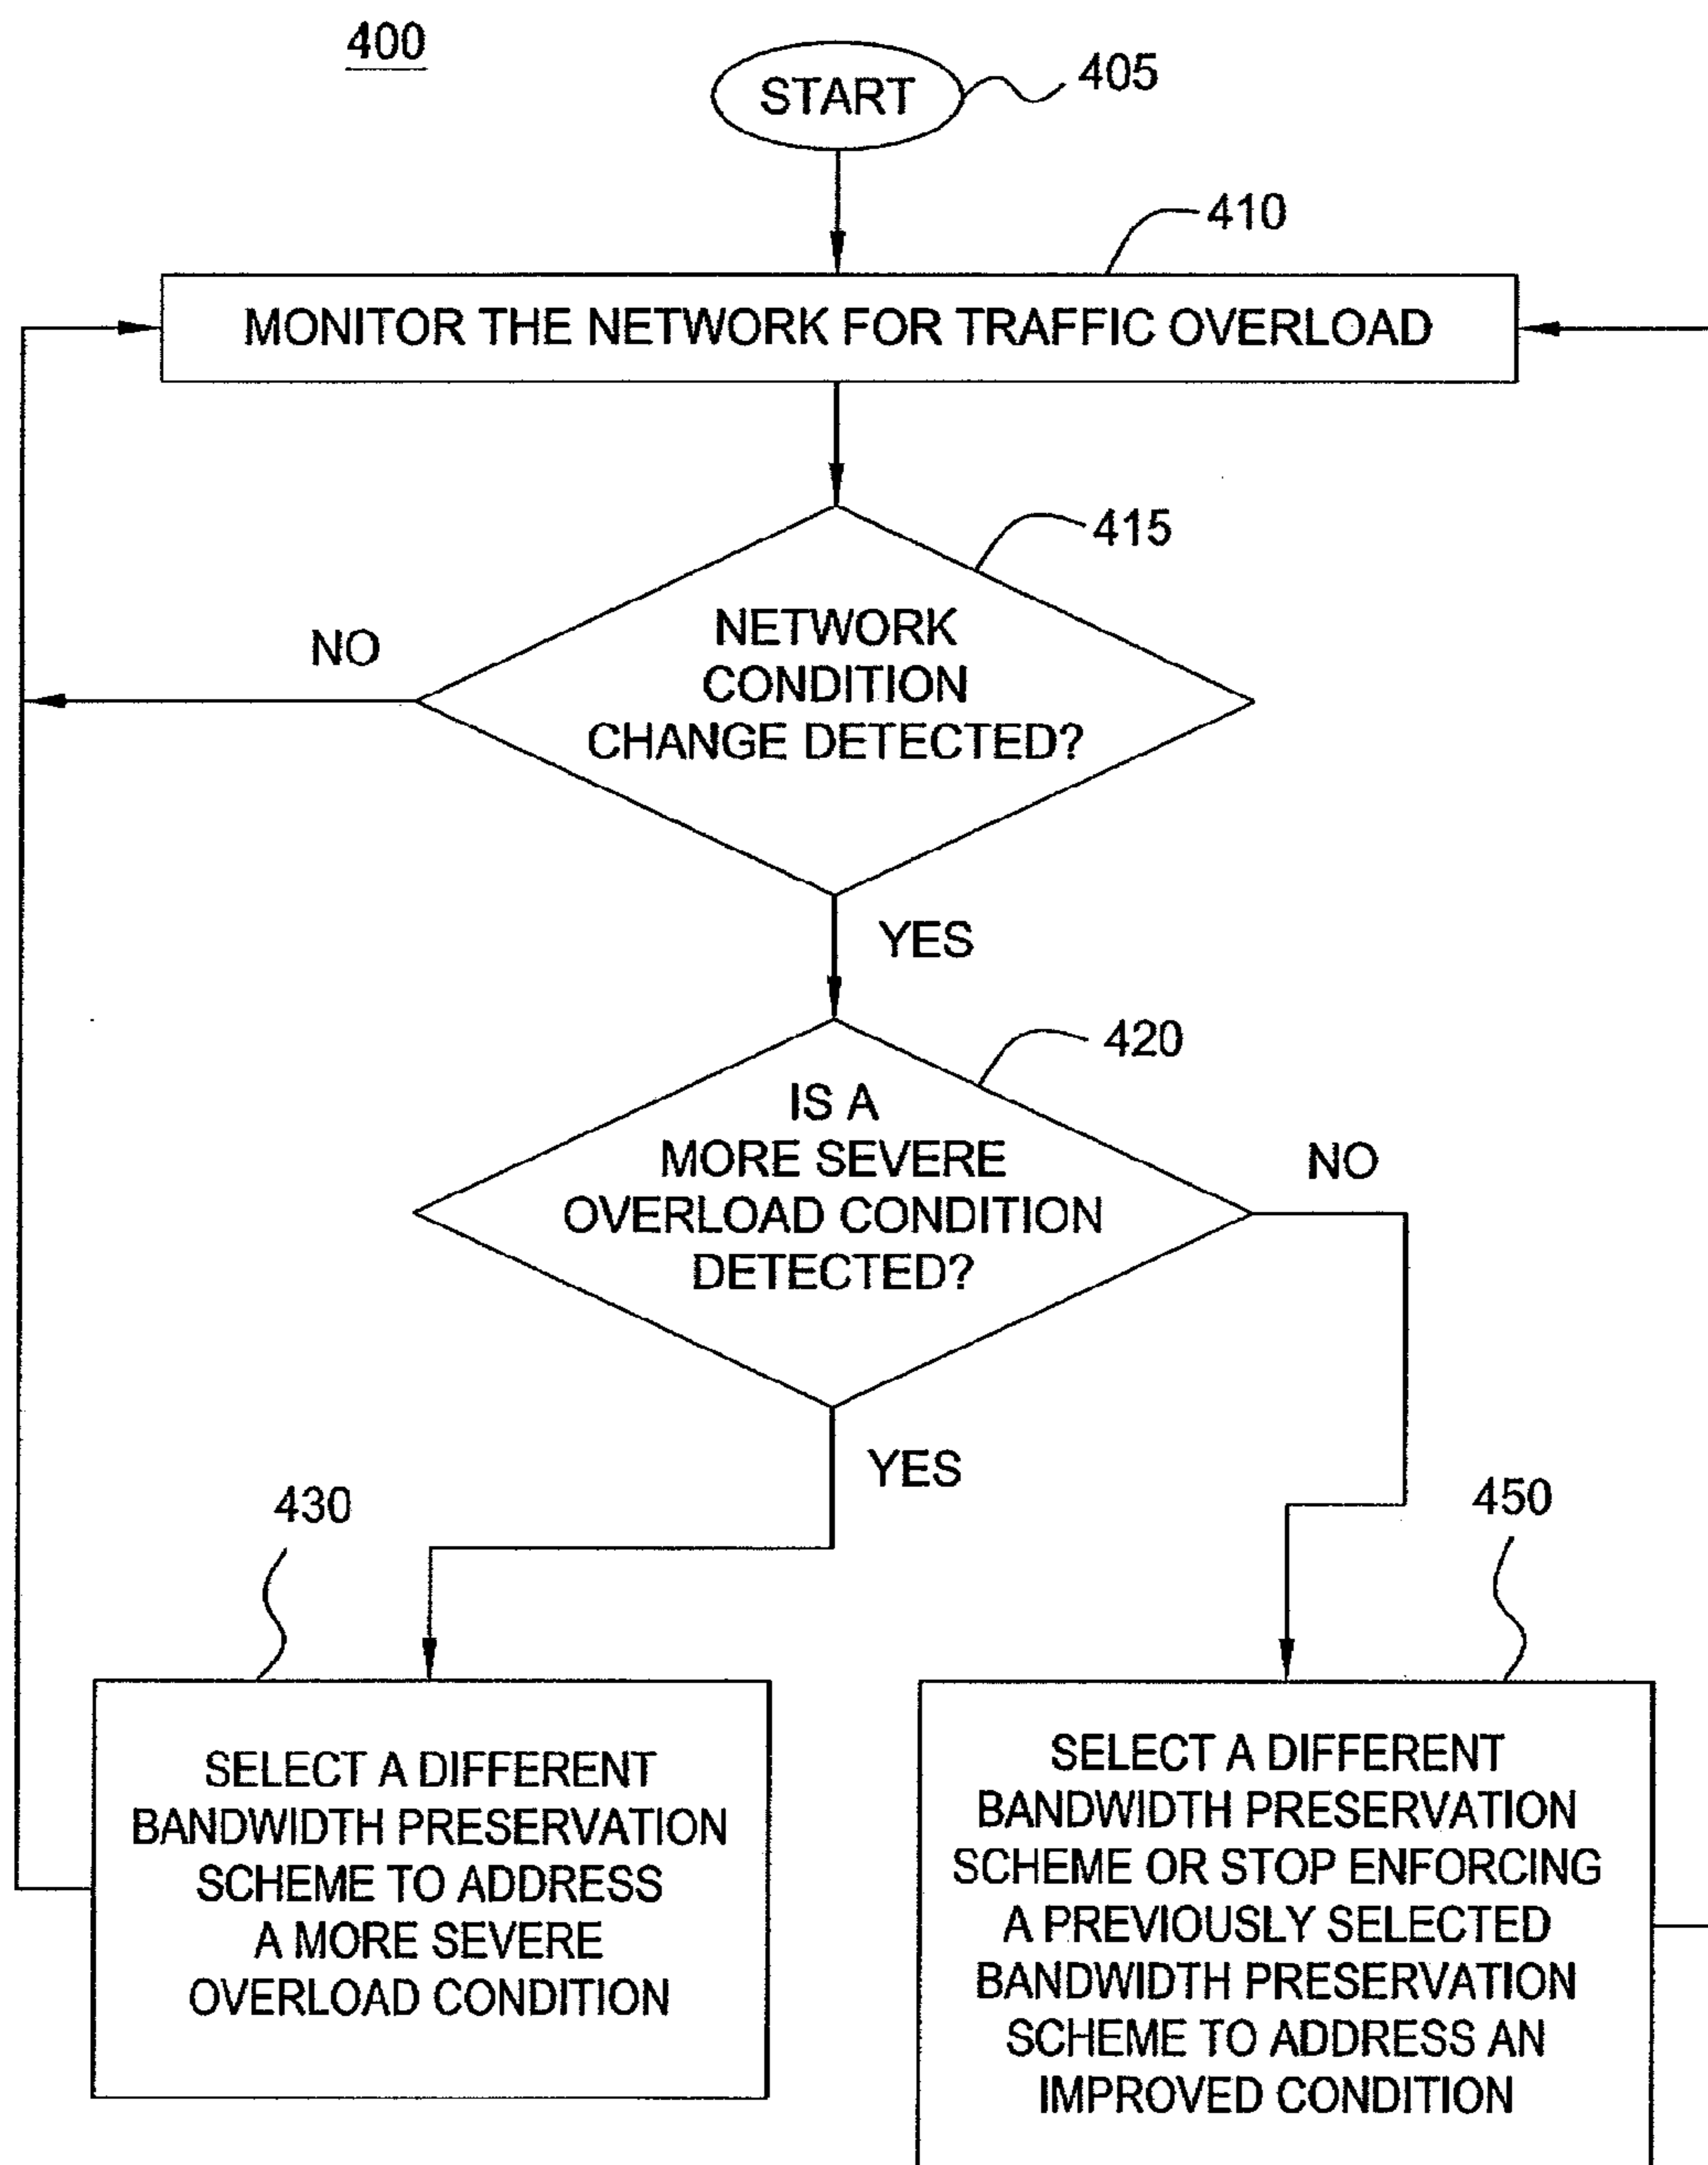 400
START
405
410
MONITOR THE NETWORK FOR TRAFFIC OVERLOAD
415
NETWORK
CONDITION
CHANGE DETECTED?
NO
YES
420
IS A
MORE SEVERE
OVERLOAD CONDITION
DETECTED?
NO
YES
430
450
SELECT A DIFFERENT
BANDWIDTH PRESERVATION
SCHEME TO ADDRESS
A MORE SEVERE
OVERLOAD CONDITION
SELECT A DIFFERENT
BANDWIDTH PRESERVATION
SCHEME OR STOP ENFORCING
A PREVIOUSLY SELECTED
BANDWIDTH PRESERVATION
SCHEME TO ADDRESS AN
IMPROVED CONDITION